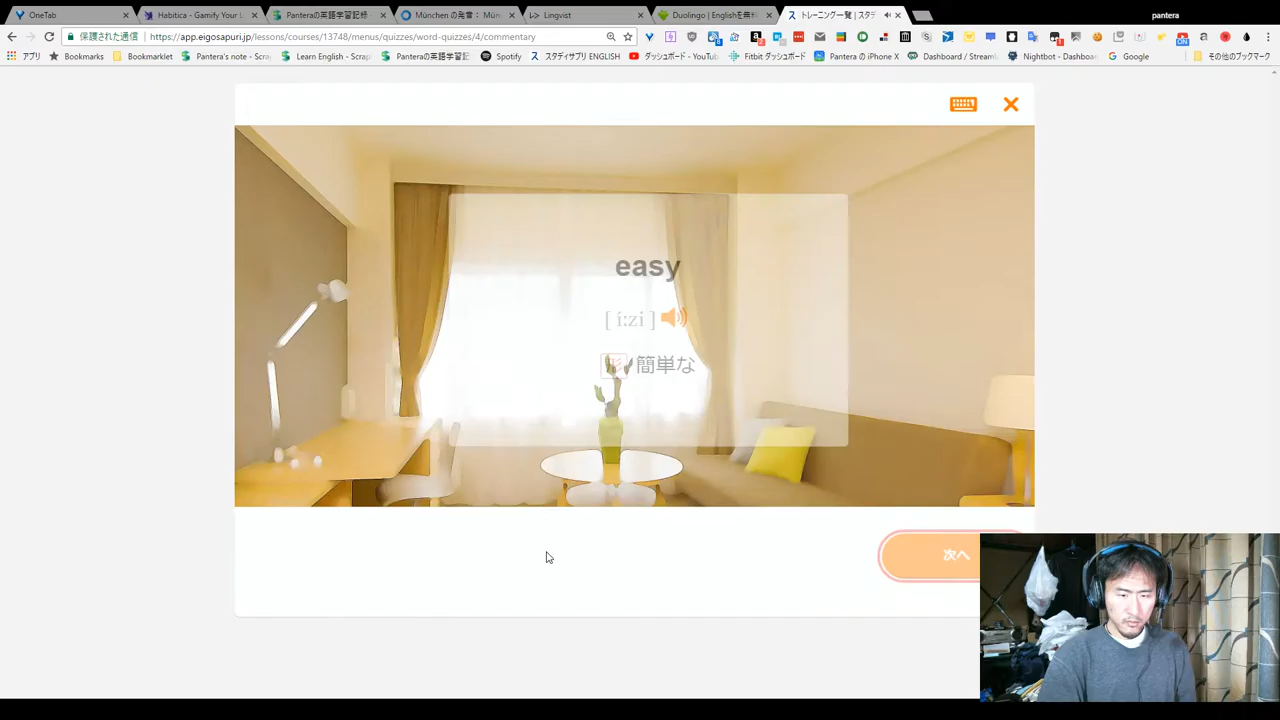 OneTab
Habitica - Gamify Your L
Panteraの英語学習記録
München の発音： Mün
Lingvist
Duolingo | Englishを無料
トレーニング一覧 | スタデ
pantera
保護された通信
https://app.eigosapuri.jp/lessons/courses/13748/menus/quizzes/word-quizzes/4/commentary
アプリ
Bookmarks
Bookmarklet
Pantera's note - Scrap
Learn English - Scrap
Panteraの英語学習記
Spotify
スタディサプリ ENGLISH
ダッシュボード - YouTube
Fitbit ダッシュボード
Pantera の iPhone X
Dashboard / Streaml
Nightbot - Dashboa
Google
その他のブックマーク
easy
[ í:zi ]
形 簡単な
次へ